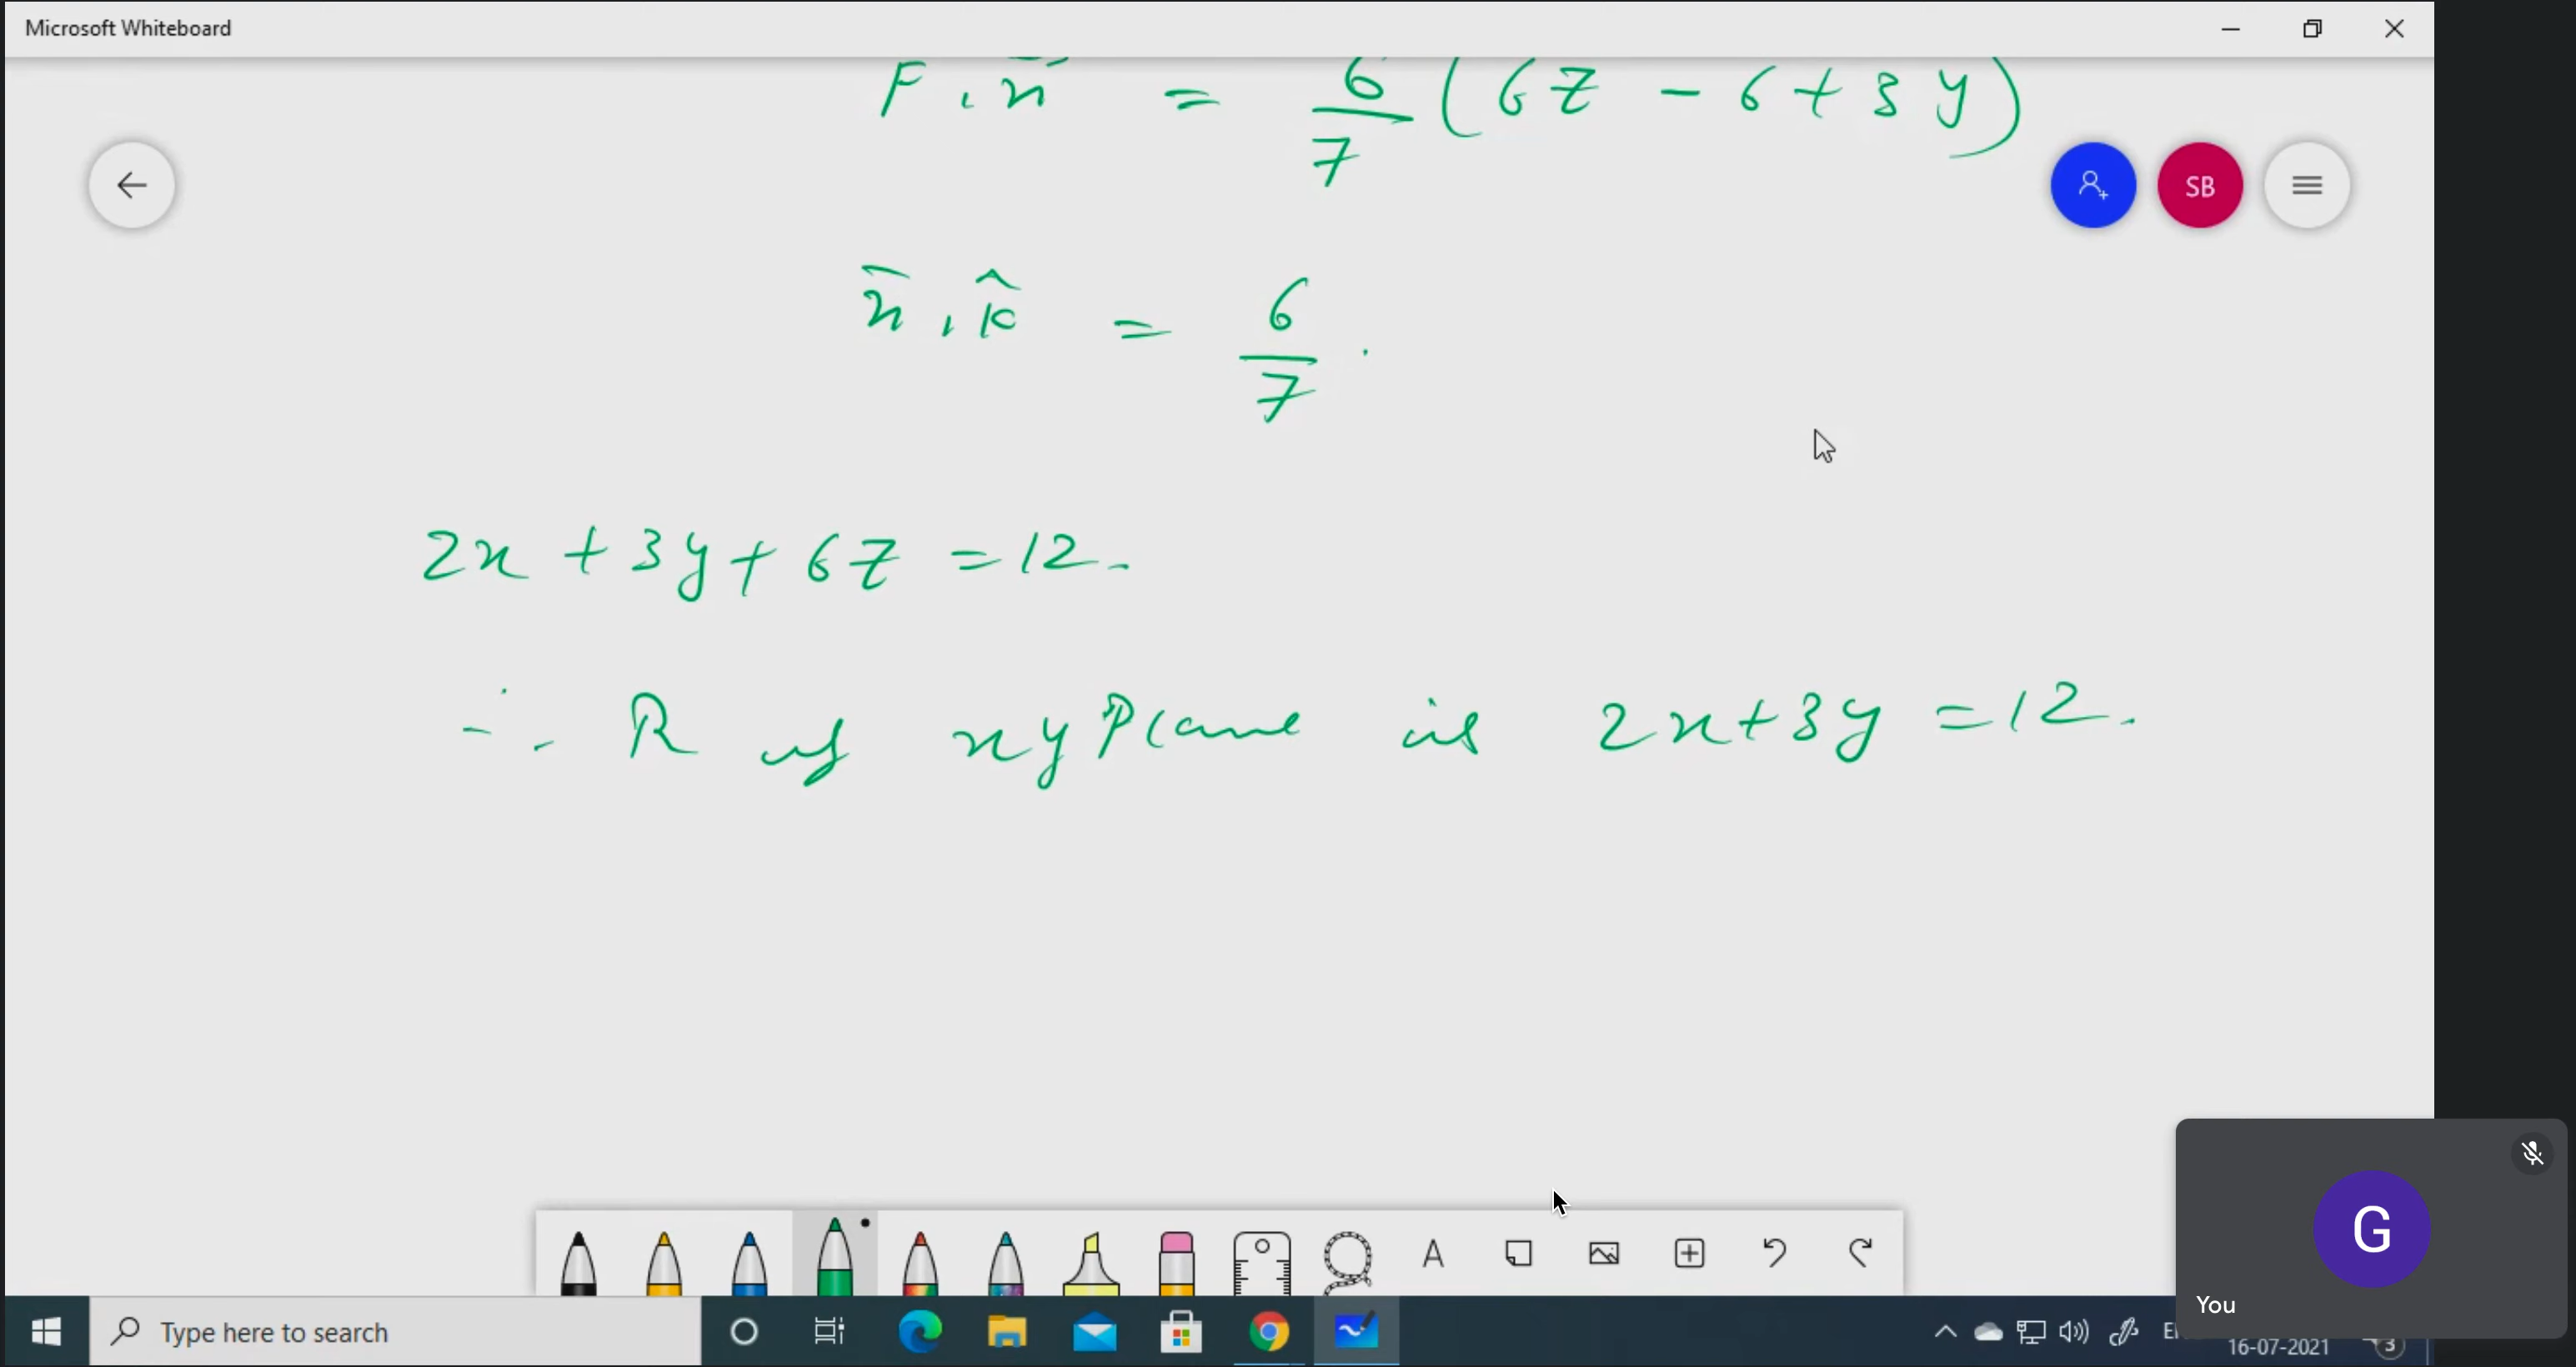 Microsoft Whiteboard
F . n̄ = 6/7 (6z - 6 + 3y)
SB
n̄ . k̂ = 6/7 .
2x + 3y + 6z = 12.
∴ R of xy Plane is 2x + 3y = 12.
A
G
You
Type here to search
16-07-2021
3